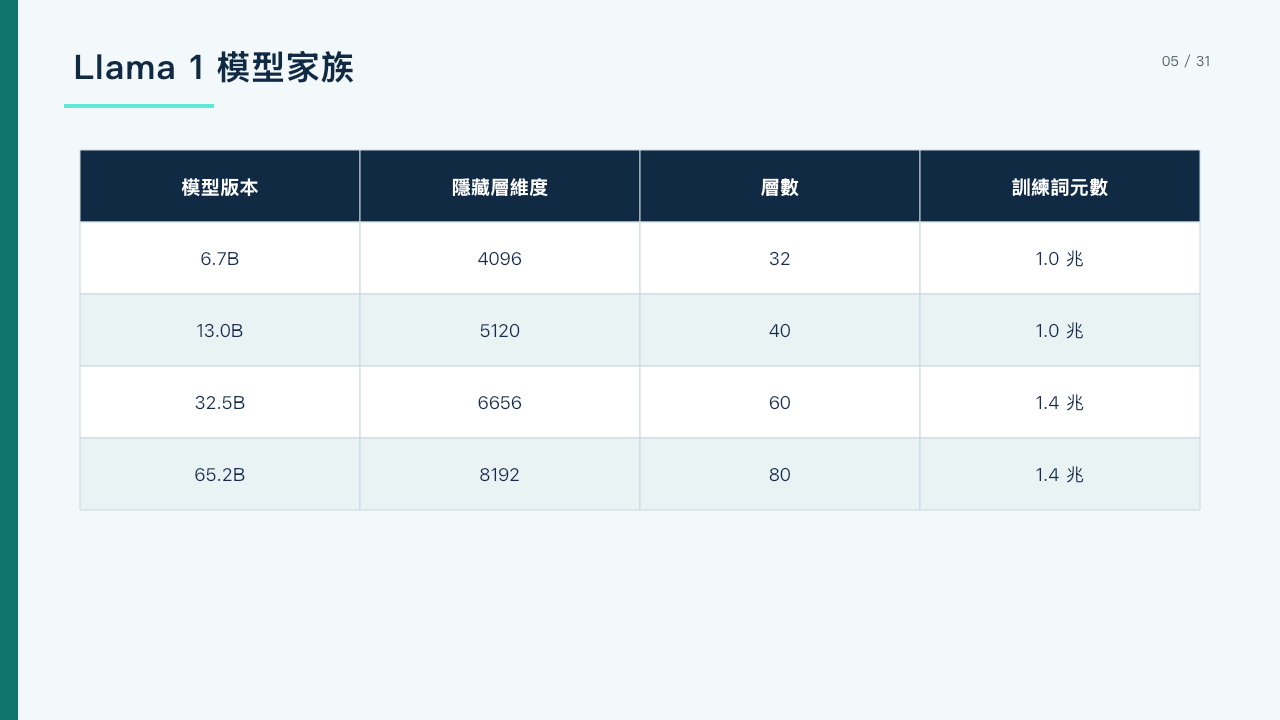 Llama 1 模型家族
05 / 31
模型版本 隱藏層維度 層數 訓練詞元數
6.7B 4096 32 1.0 兆
13.0B 5120 40 1.0 兆
32.5B 6656 60 1.4 兆
65.2B 8192 80 1.4 兆